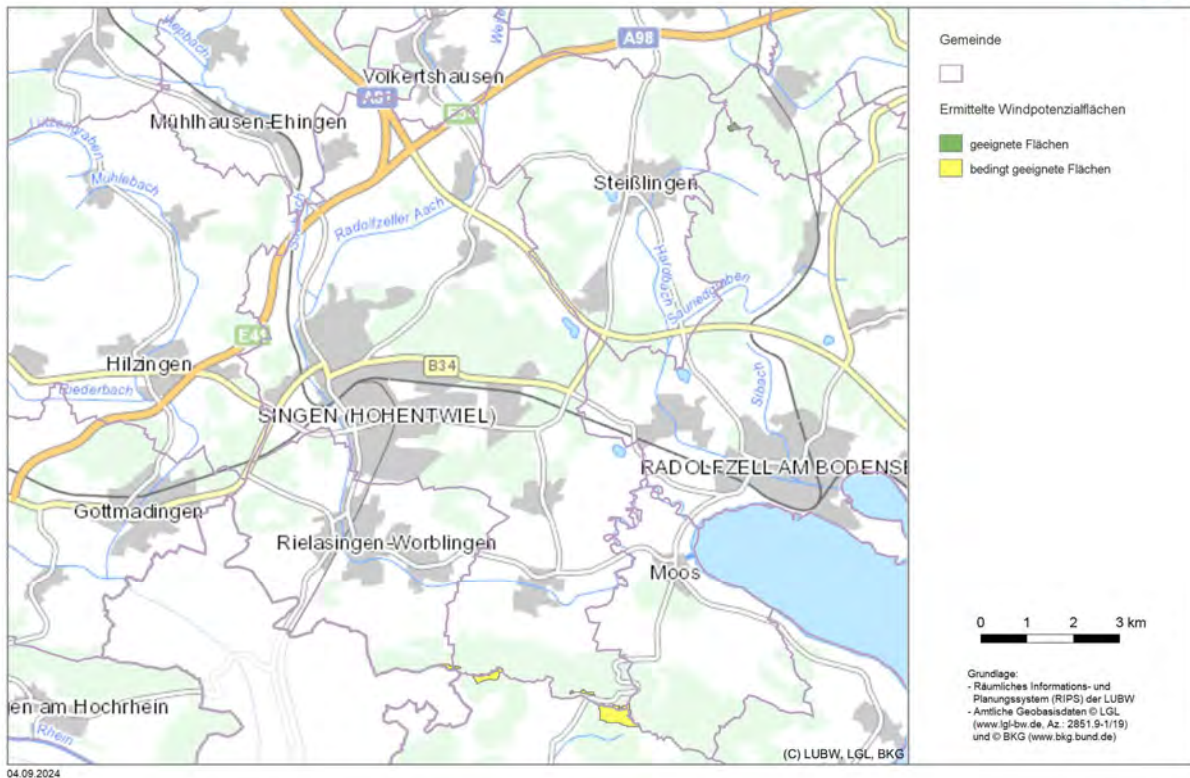 A98
Volkertshausen
A81
Mühlhausen-Ehingen
Mühlebach
Steißlingen
Radolfzeller Aach
Saubach
Hardbach
Sauriedgraben
E41
Hilzingen
B34
Riederbach
SINGEN (HOHENTWIEL)
RADOLFZELL AM BODENSE
Gottmadingen
Rielasingen-Worblingen
Moos
en am Hochrhein
Rhein
(C) LUBW, LGL, BKG
04.09.2024
Gemeinde
Ermittelte Windpotenzialflächen
geeignete Flächen
bedingt geeignete Flächen
0 1 2 3 km
Grundlage:
- Räumliches Informations- und
Planungssystem (RIPS) der LUBW
- Amtliche Geobasisdaten © LGL
(www.lgl-bw.de, Az.: 2851.9-1/19)
und © BKG (www.bkg.bund.de)